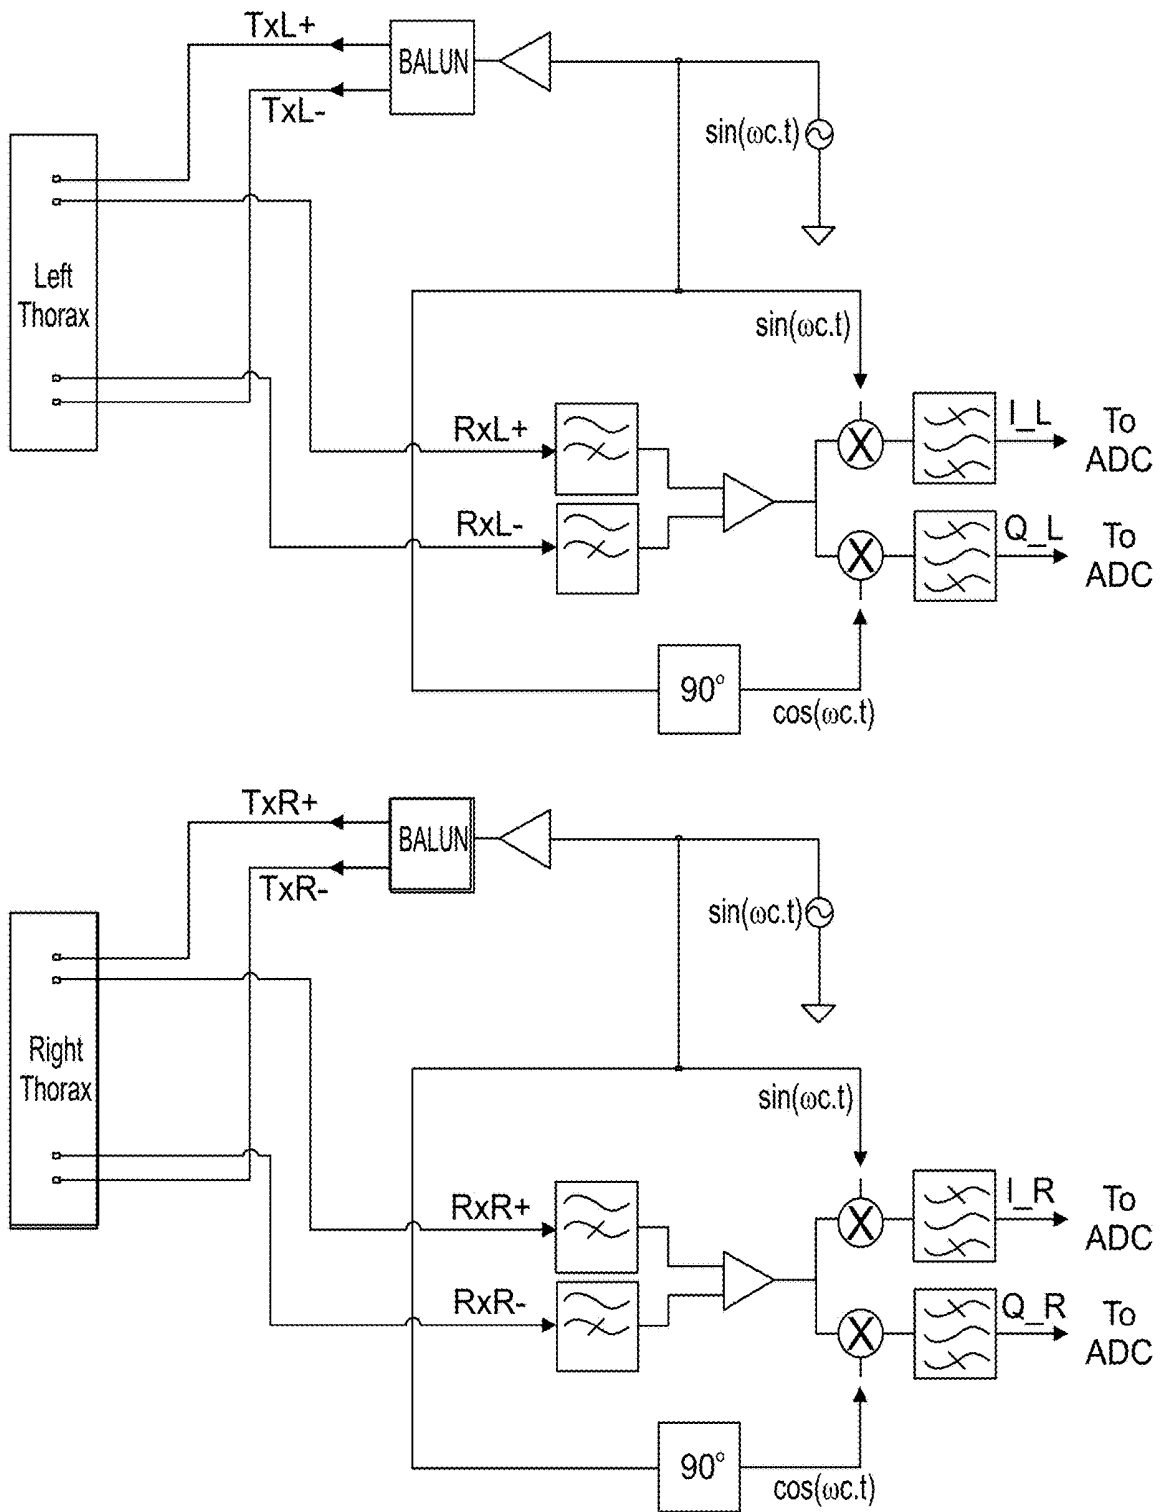 TxL+
BALUN
TxL-
sin(ωc.t)
Left
Thorax
sin(ωc.t)
RxL+
I_L
To
ADC
X
RxL-
Q_L
To
ADC
X
90°
cos(ωc.t)
TxR+
BALUN
TxR-
sin(ωc.t)
Right
Thorax
sin(ωc.t)
RxR+
I_R
To
ADC
X
RxR-
Q_R
To
ADC
X
90°
cos(ωc.t)